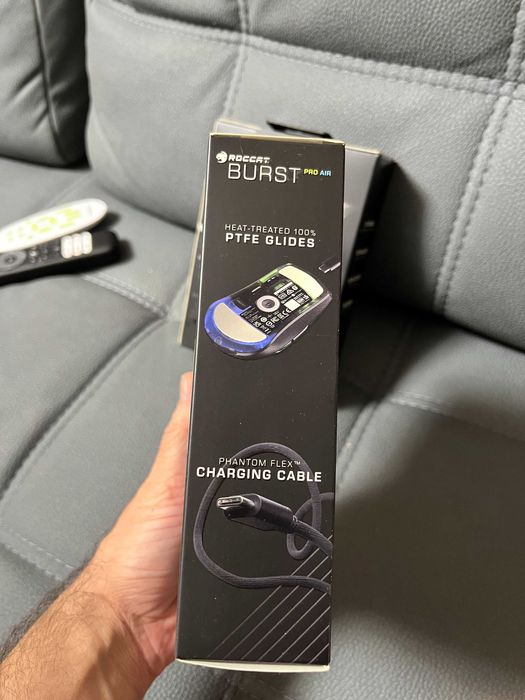 ROCCAT
BURST PRO AIR
HEAT-TREATED 100%
PTFE GLIDES
PHANTOM FLEX™
CHARGING CABLE